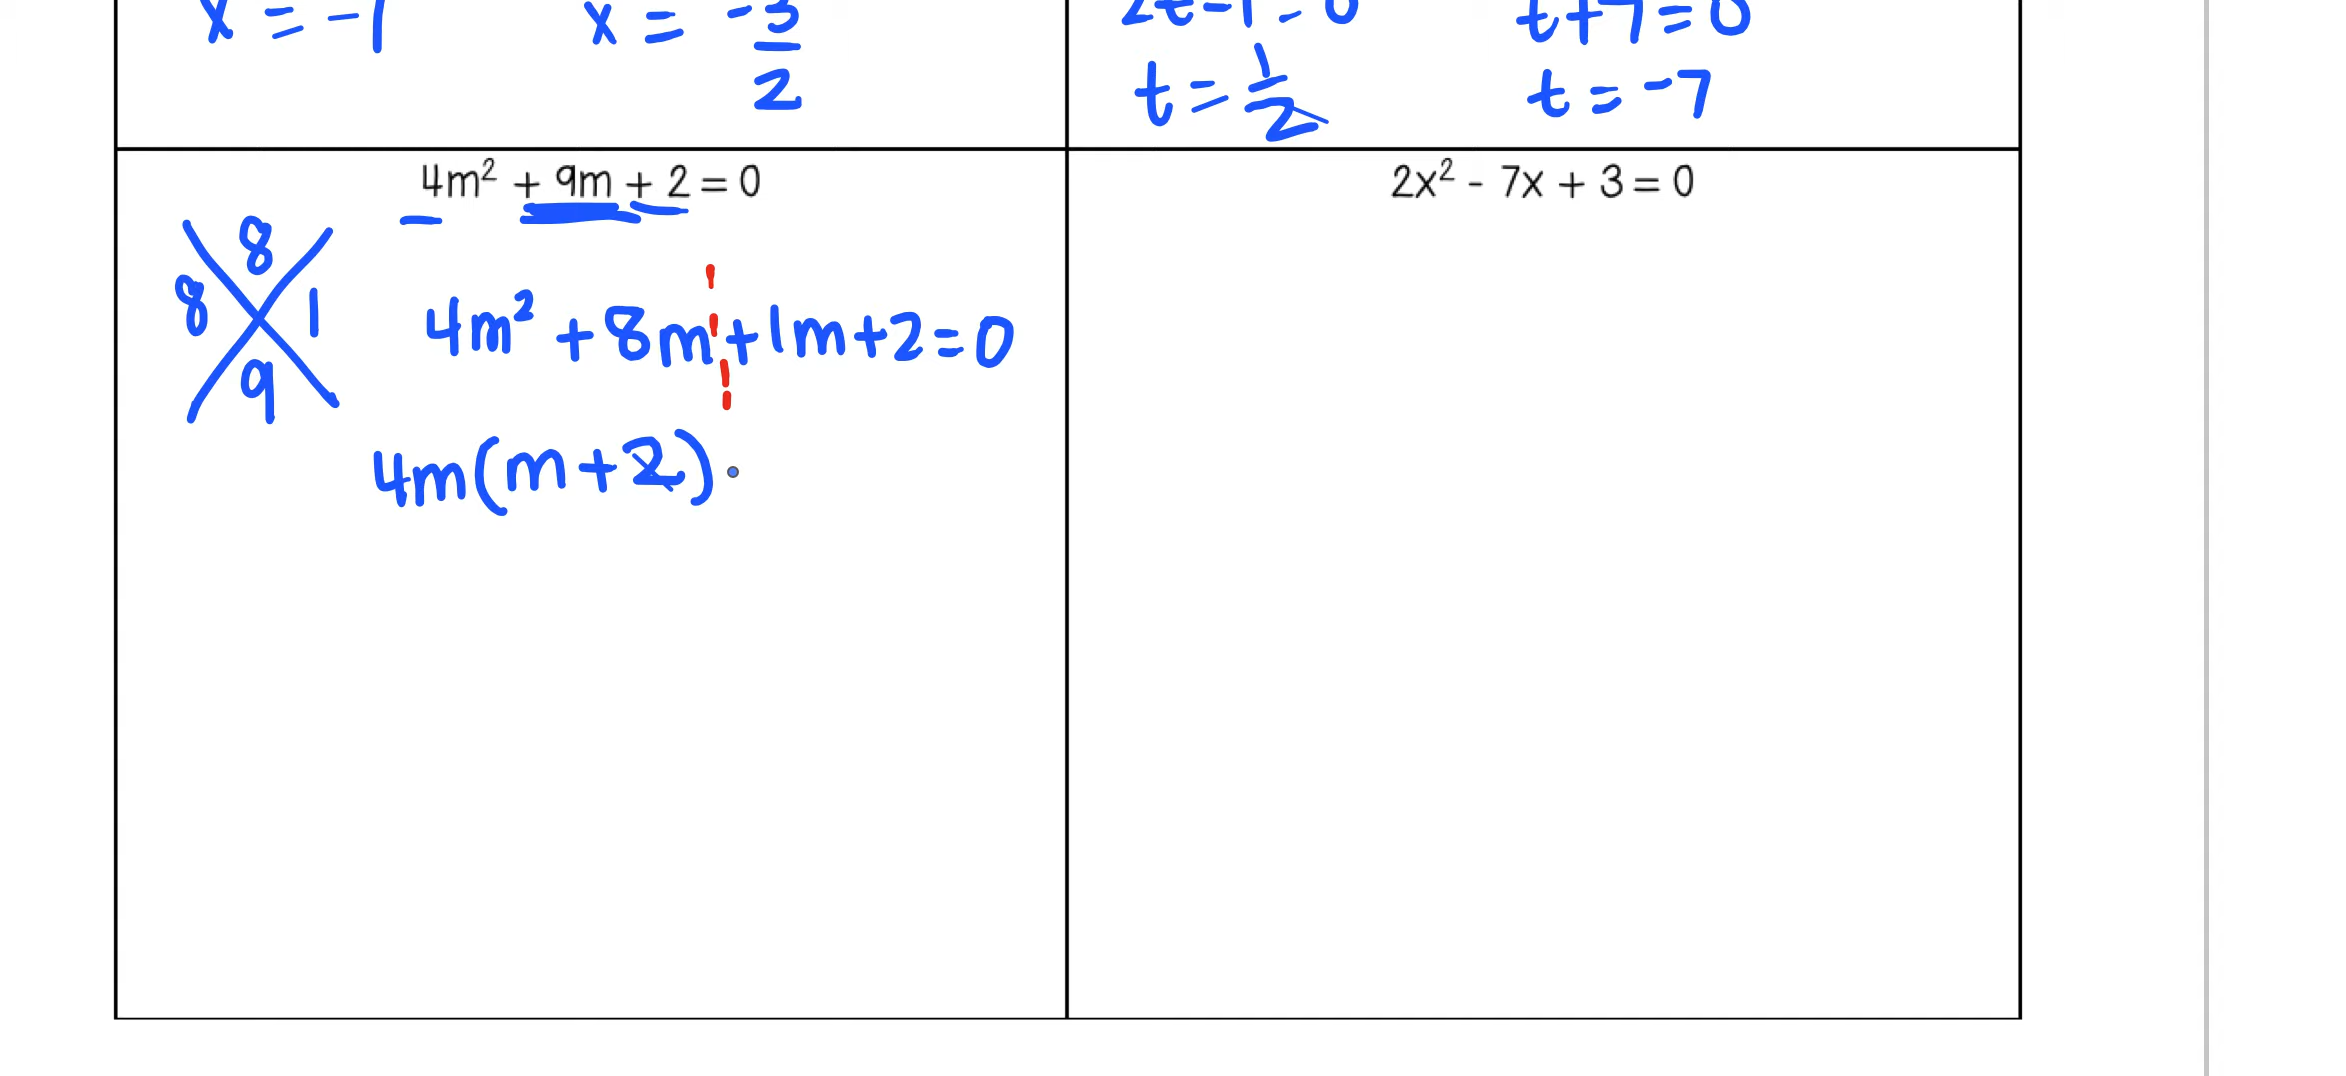 x = -1
x = -3/2
2t-1=0
t+7=0
t = 1/2
t = -7
4m² + 9m + 2 = 0
8
8 1
9
4m² + 8m + 1m + 2 = 0
4m(m+2)
2x² - 7x + 3 = 0